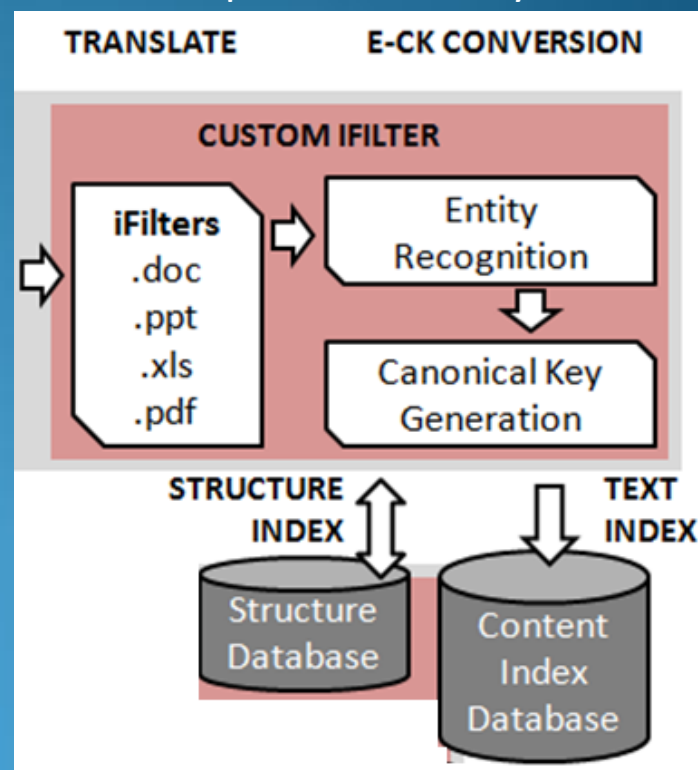 TRANSLATE
E-CK CONVERSION
CUSTOM IFILTER
iFilters
.doc
.ppt
.xls
.pdf
Entity
Recognition
Canonical Key
Generation
STRUCTURE
INDEX
TEXT
INDEX
Structure
Database
Content
Index
Database